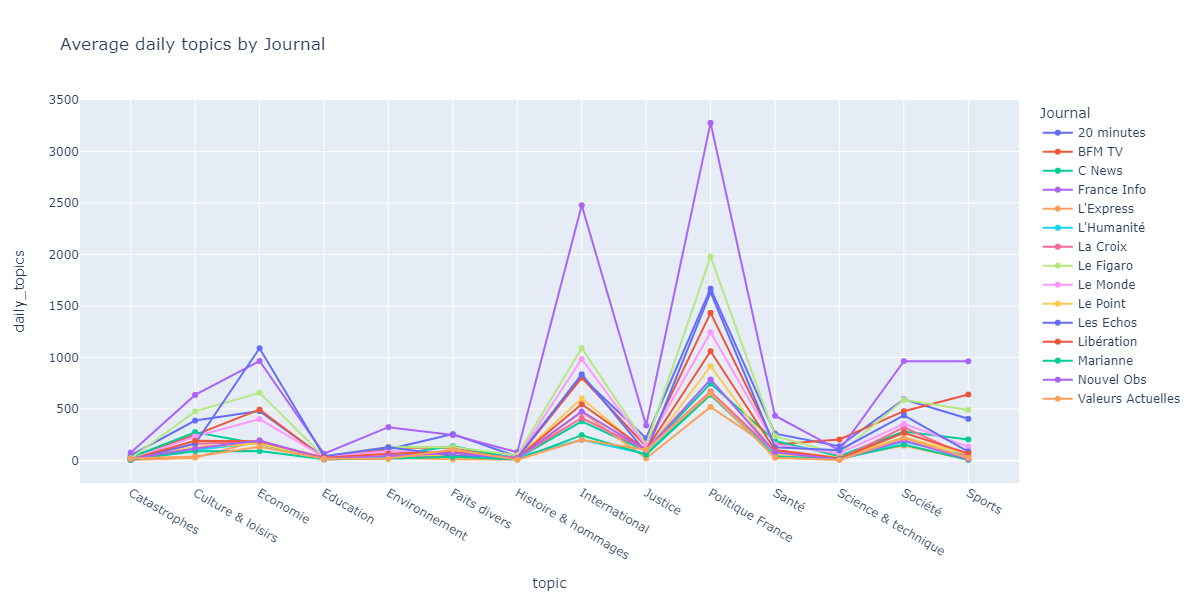 Average daily topics by Journal
3500
3000
2500
2000
1500
1000
500
0
daily_topics
Catastrophes
Culture & loisirs
Economie
Education
Environnement
Faits divers
Histoire & hommages
International
Justice
Politique France
Santé
Science & technique
Société
Sports
topic
Journal
20 minutes
BFM TV
C News
France Info
L'Express
L'Humanité
La Croix
Le Figaro
Le Monde
Le Point
Les Echos
Libération
Marianne
Nouvel Obs
Valeurs Actuelles